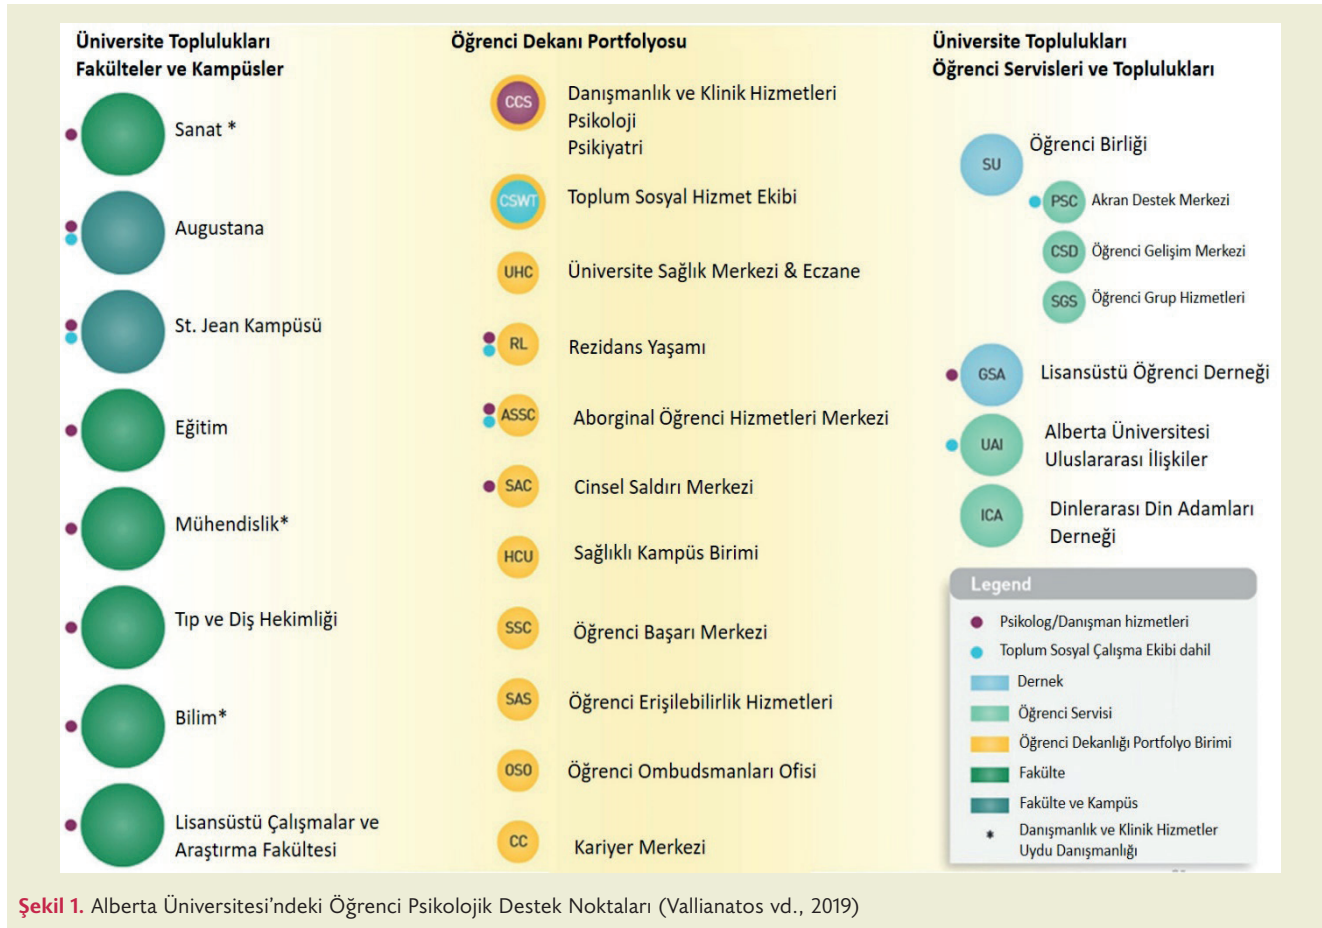 Üniversite Toplulukları
Fakülteler ve Kampüsler
Sanat *
Augustana
St. Jean Kampüsü
Eğitim
Mühendislik*
Tıp ve Diş Hekimliği
Bilim*
Lisansüstü Çalışmalar ve
Araştırma Fakültesi
Öğrenci Dekanı Portfolyosu
CCS
Danışmanlık ve Klinik Hizmetleri
Psikoloji
Psikiyatri
CSWT
Toplum Sosyal Hizmet Ekibi
UHC
Üniversite Sağlık Merkezi & Eczane
RL
Rezidans Yaşamı
ASSC
Aborginal Öğrenci Hizmetleri Merkezi
SAC
Cinsel Saldırı Merkezi
HCU
Sağlıklı Kampüs Birimi
SSC
Öğrenci Başarı Merkezi
SAS
Öğrenci Erişilebilirlik Hizmetleri
OSO
Öğrenci Ombudsmanları Ofisi
CC
Kariyer Merkezi
Üniversite Toplulukları
Öğrenci Servisleri ve Toplulukları
SU
Öğrenci Birliği
PSC
Akran Destek Merkezi
CSD
Öğrenci Gelişim Merkezi
SGS
Öğrenci Grup Hizmetleri
GSA
Lisansüstü Öğrenci Derneği
UAI
Alberta Üniversitesi
Uluslararası İlişkiler
ICA
Dinlerarası Din Adamları
Derneği
Legend
Psikolog/Danışman hizmetleri
Toplum Sosyal Çalışma Ekibi dahil
Dernek
Öğrenci Servisi
Öğrenci Dekanlığı Portfolyo Birimi
Fakülte
Fakülte ve Kampüs
* Danışmanlık ve Klinik Hizmetler
Uydu Danışmanlığı
Şekil 1. Alberta Üniversitesi’ndeki Öğrenci Psikolojik Destek Noktaları (Vallianatos vd., 2019)